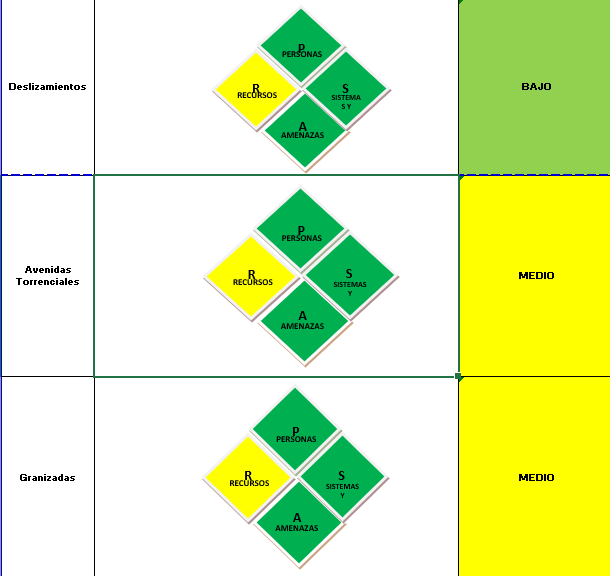 Deslizamientos
p
PERSONAS
R
RECURSOS
S
SISTEMA
S Y
A
AMENAZAS
BAJO
Avenidas
Torrenciales
p
PERSONAS
R
RECURSOS
S
SISTEMAS
Y
A
AMENAZAS
MEDIO
Granizadas
p
PERSONAS
R
RECURSOS
S
SISTEMAS
Y
A
AMENAZAS
MEDIO